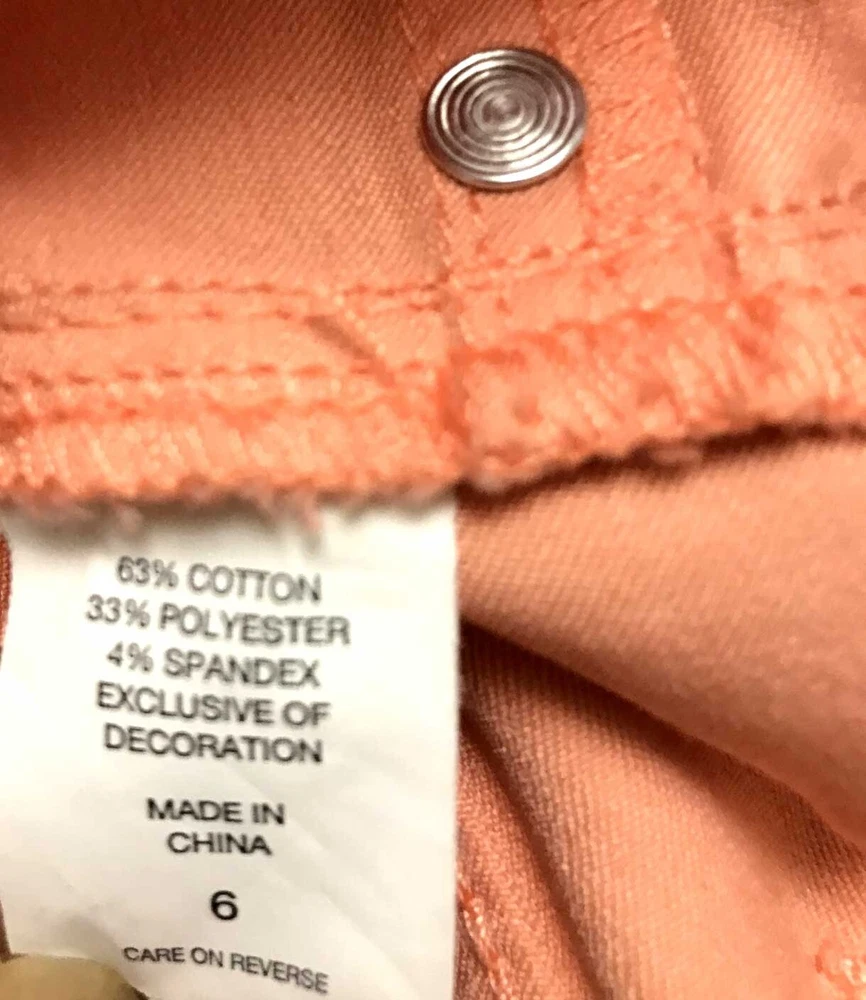 63% COTTON
33% POLYESTER
4% SPANDEX
EXCLUSIVE OF
DECORATION
MADE IN
CHINA
6
CARE ON REVERSE